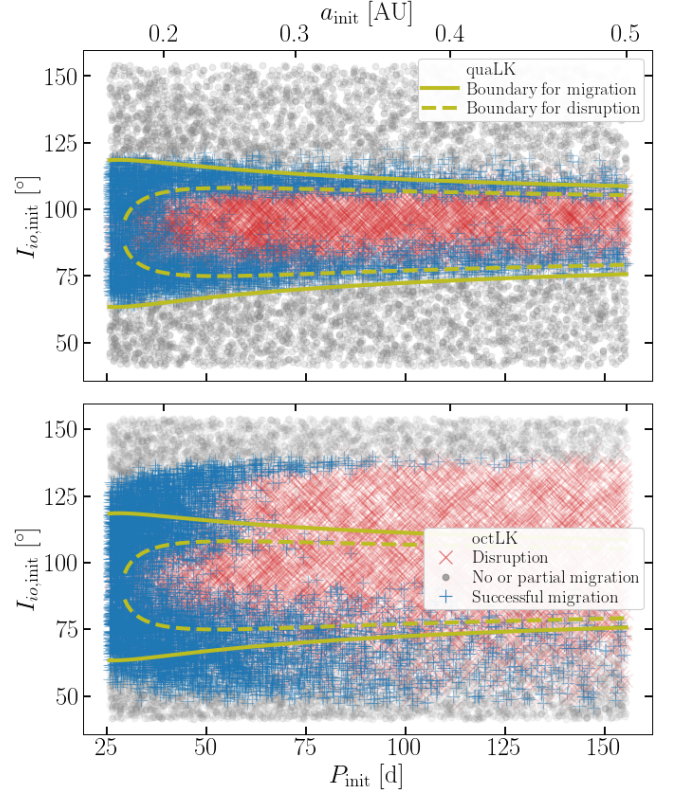 a_init [AU]
0.2 0.3 0.4 0.5
quaLK
Boundary for migration
Boundary for disruption
150
125
100
75
50
I_io,init [°]
150
125
100
75
50
I_io,init [°]
octLK
Disruption
No or partial migration
Successful migration
25 50 75 100 125 150
P_init [d]